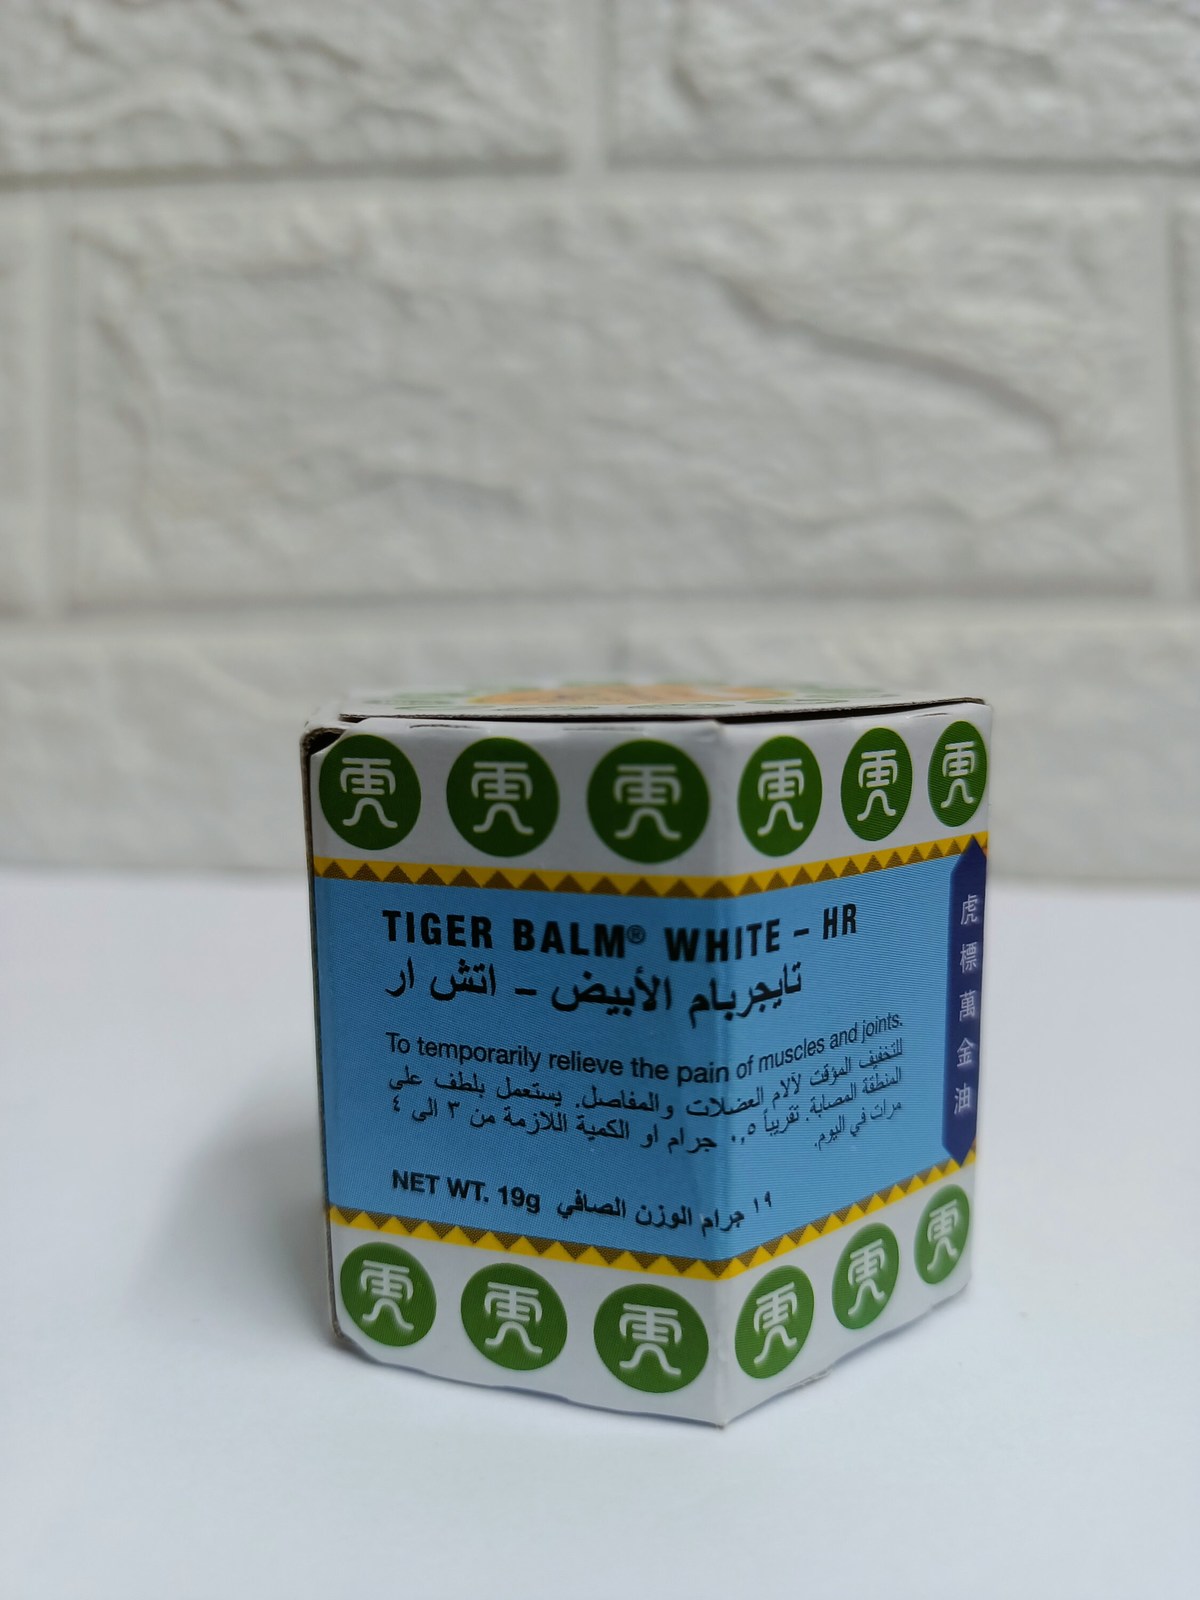 TIGER BALM® WHITE – HR
تايجربام الأبيض – اتش ار
To temporarily relieve the pain of muscles and joints.
للتخفيف المؤقت لآلام العضلات والمفاصل. يستعمل بلطف على
المنطقة المصابة. تقريباً ٠,٥ جرام او الكمية اللازمة من ٣ الى ٤
مرات في اليوم.
NET WT. 19g ١٩ جرام الوزن الصافي
虎標萬金油